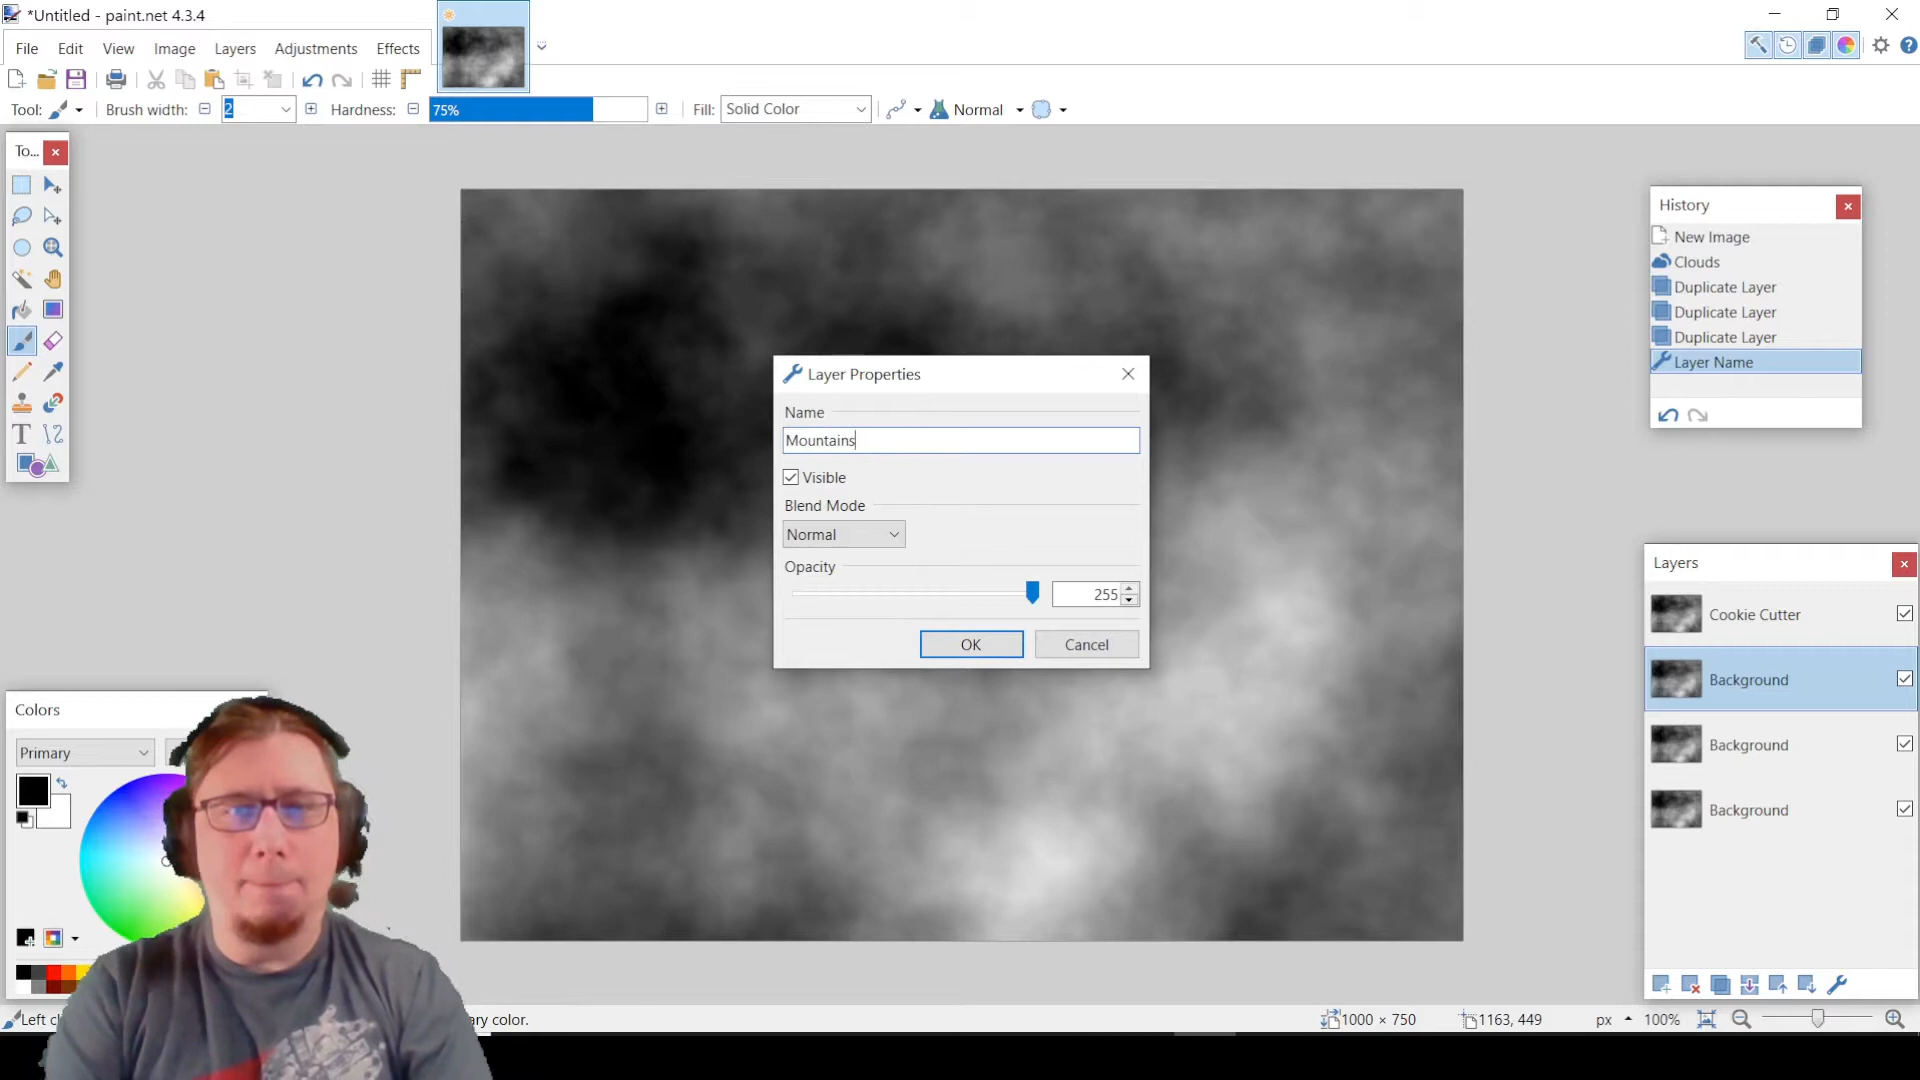 *Untitled - paint.net 4.3.4
File Edit View Image Layers Adjustments Effects
Tool: Brush width: 2 Hardness: 75% Fill: Solid Color Normal
To...
History
New Image
Clouds
Duplicate Layer
Duplicate Layer
Duplicate Layer
Layer Name
Layer Properties
Name
Mountains
Visible
Blend Mode
Normal
Opacity
255
OK Cancel
Layers
Cookie Cutter
Background
Background
Background
Colors
Primary
Left c
ary color.
1000 × 750
1163, 449
px
100%